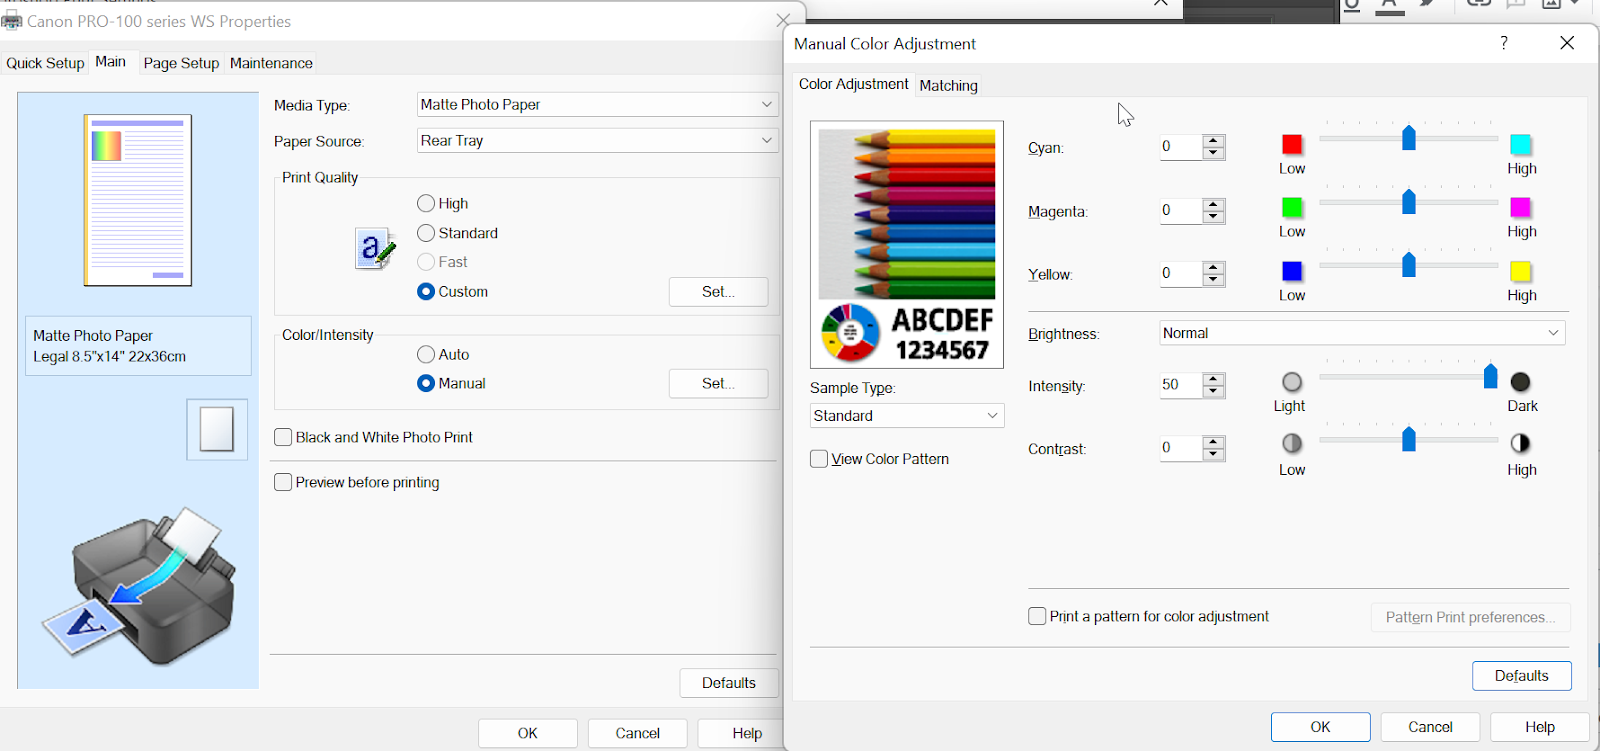 Canon PRO-100 series WS Properties
Quick Setup Main Page Setup Maintenance
Media Type: Matte Photo Paper
Paper Source: Rear Tray
Print Quality
High
Standard
Fast
Custom Set...
Color/Intensity
Auto
Manual Set...
Matte Photo Paper
Legal 8.5"x14" 22x36cm
Black and White Photo Print
Preview before printing
Defaults
OK Cancel Help
Manual Color Adjustment ?
Color Adjustment Matching
ABCDEF
1234567
Sample Type:
Standard
View Color Pattern
Cyan: 0
Low High
Magenta: 0
Low High
Yellow: 0
Low High
Brightness: Normal
Intensity: 50
Light Dark
Contrast: 0
Low High
Print a pattern for color adjustment Pattern Print preferences...
Defaults
OK Cancel Help